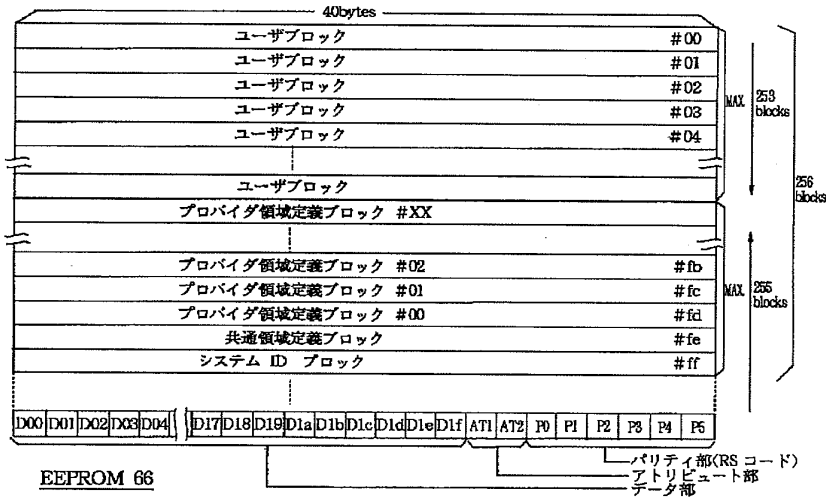 40bytes
ユーザブロック #00
ユーザブロック #01
ユーザブロック #02
ユーザブロック #03
ユーザブロック #04
ユーザブロック
プロバイダ領域定義ブロック #XX
プロバイダ領域定義ブロック #02 #fb
プロバイダ領域定義ブロック #01 #fc
プロバイダ領域定義ブロック #00 #fd
共通領域定義ブロック #fe
システム ID ブロック #ff
MAX 253 blocks
256 blocks
MAX 255 blocks
D00 D01 D02 D03 D04 D17 D18 D19 D1a D1b D1c D1d D1e D1f AT1 AT2 P0 P1 P2 P3 P4 P5
パリティ部(RSコード)
アトリビュート部
データ部
EEPROM 66